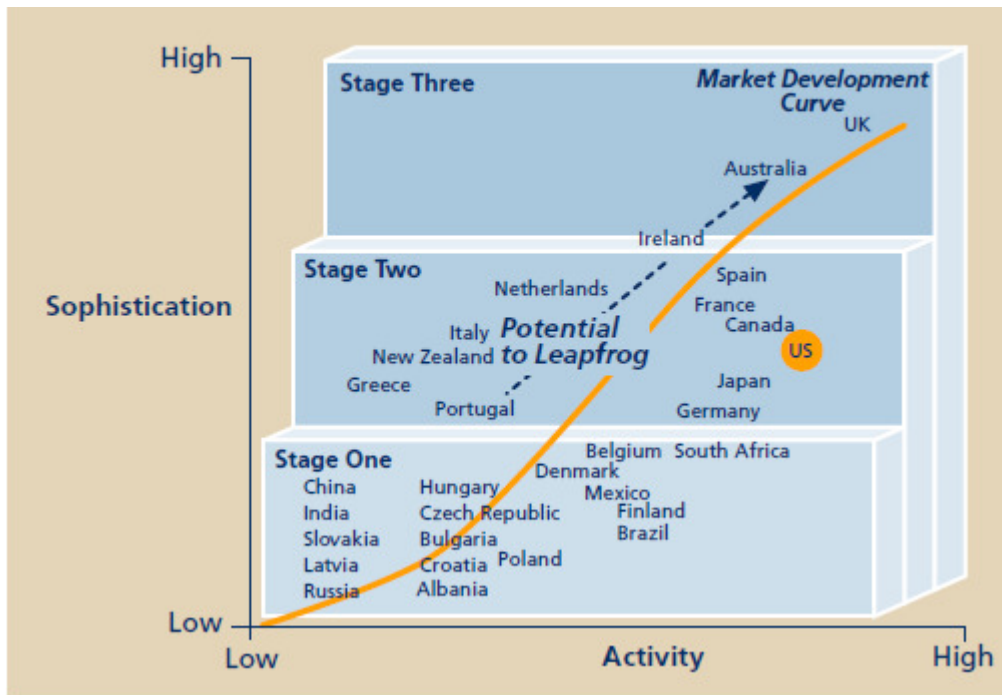 High
Stage Three
Market Development
Curve
UK
Australia
Ireland
Stage Two
Spain
Netherlands
France
Sophistication
Canada
Italy
Potential
US
New Zealand
to Leapfrog
Greece
Japan
Portugal
Germany
Stage One
Belgium
South Africa
Denmark
China
Hungary
Mexico
India
Czech Republic
Finland
Slovakia
Bulgaria
Brazil
Latvia
Croatia
Poland
Russia
Albania
Low
Low
Activity
High